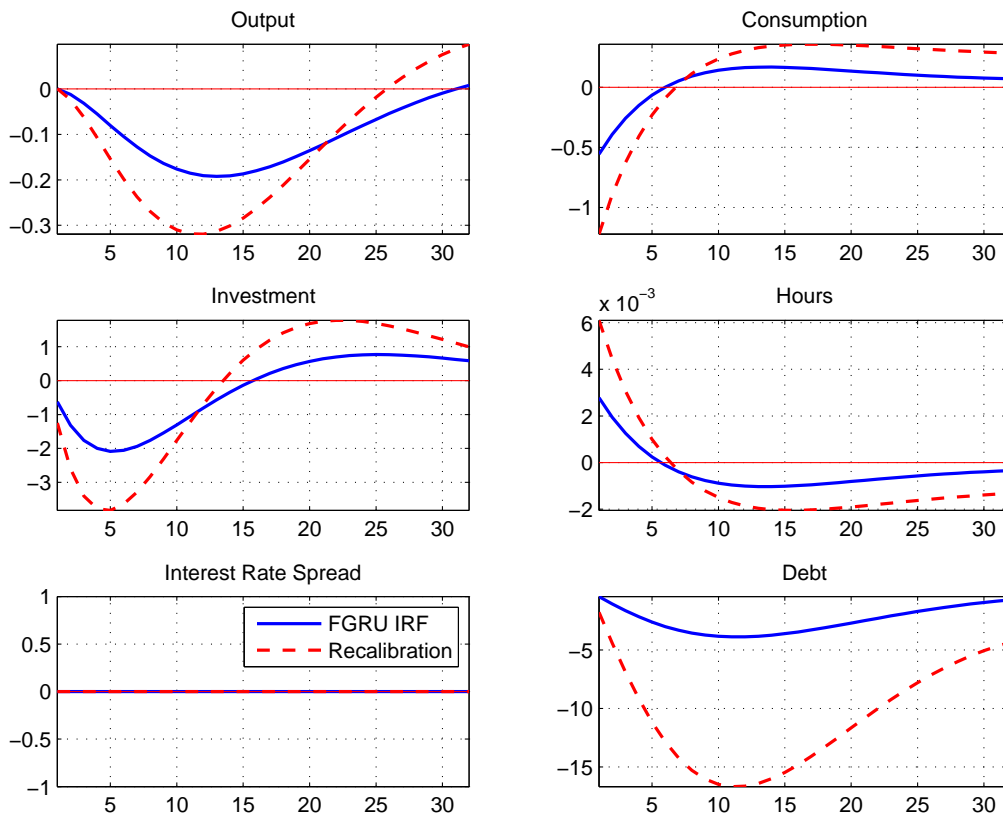 Output
0
−0.1
−0.2
−0.3
5 10 15 20 25 30
Consumption
0
−0.5
−1
5 10 15 20 25 30
Investment
1
0
−1
−2
−3
5 10 15 20 25 30
Hours
x 10−3
6
4
2
0
−2
5 10 15 20 25 30
Interest Rate Spread
1
0.5
0
−0.5
−1
FGRU IRF
Recalibration
5 10 15 20 25 30
Debt
−5
−10
−15
5 10 15 20 25 30